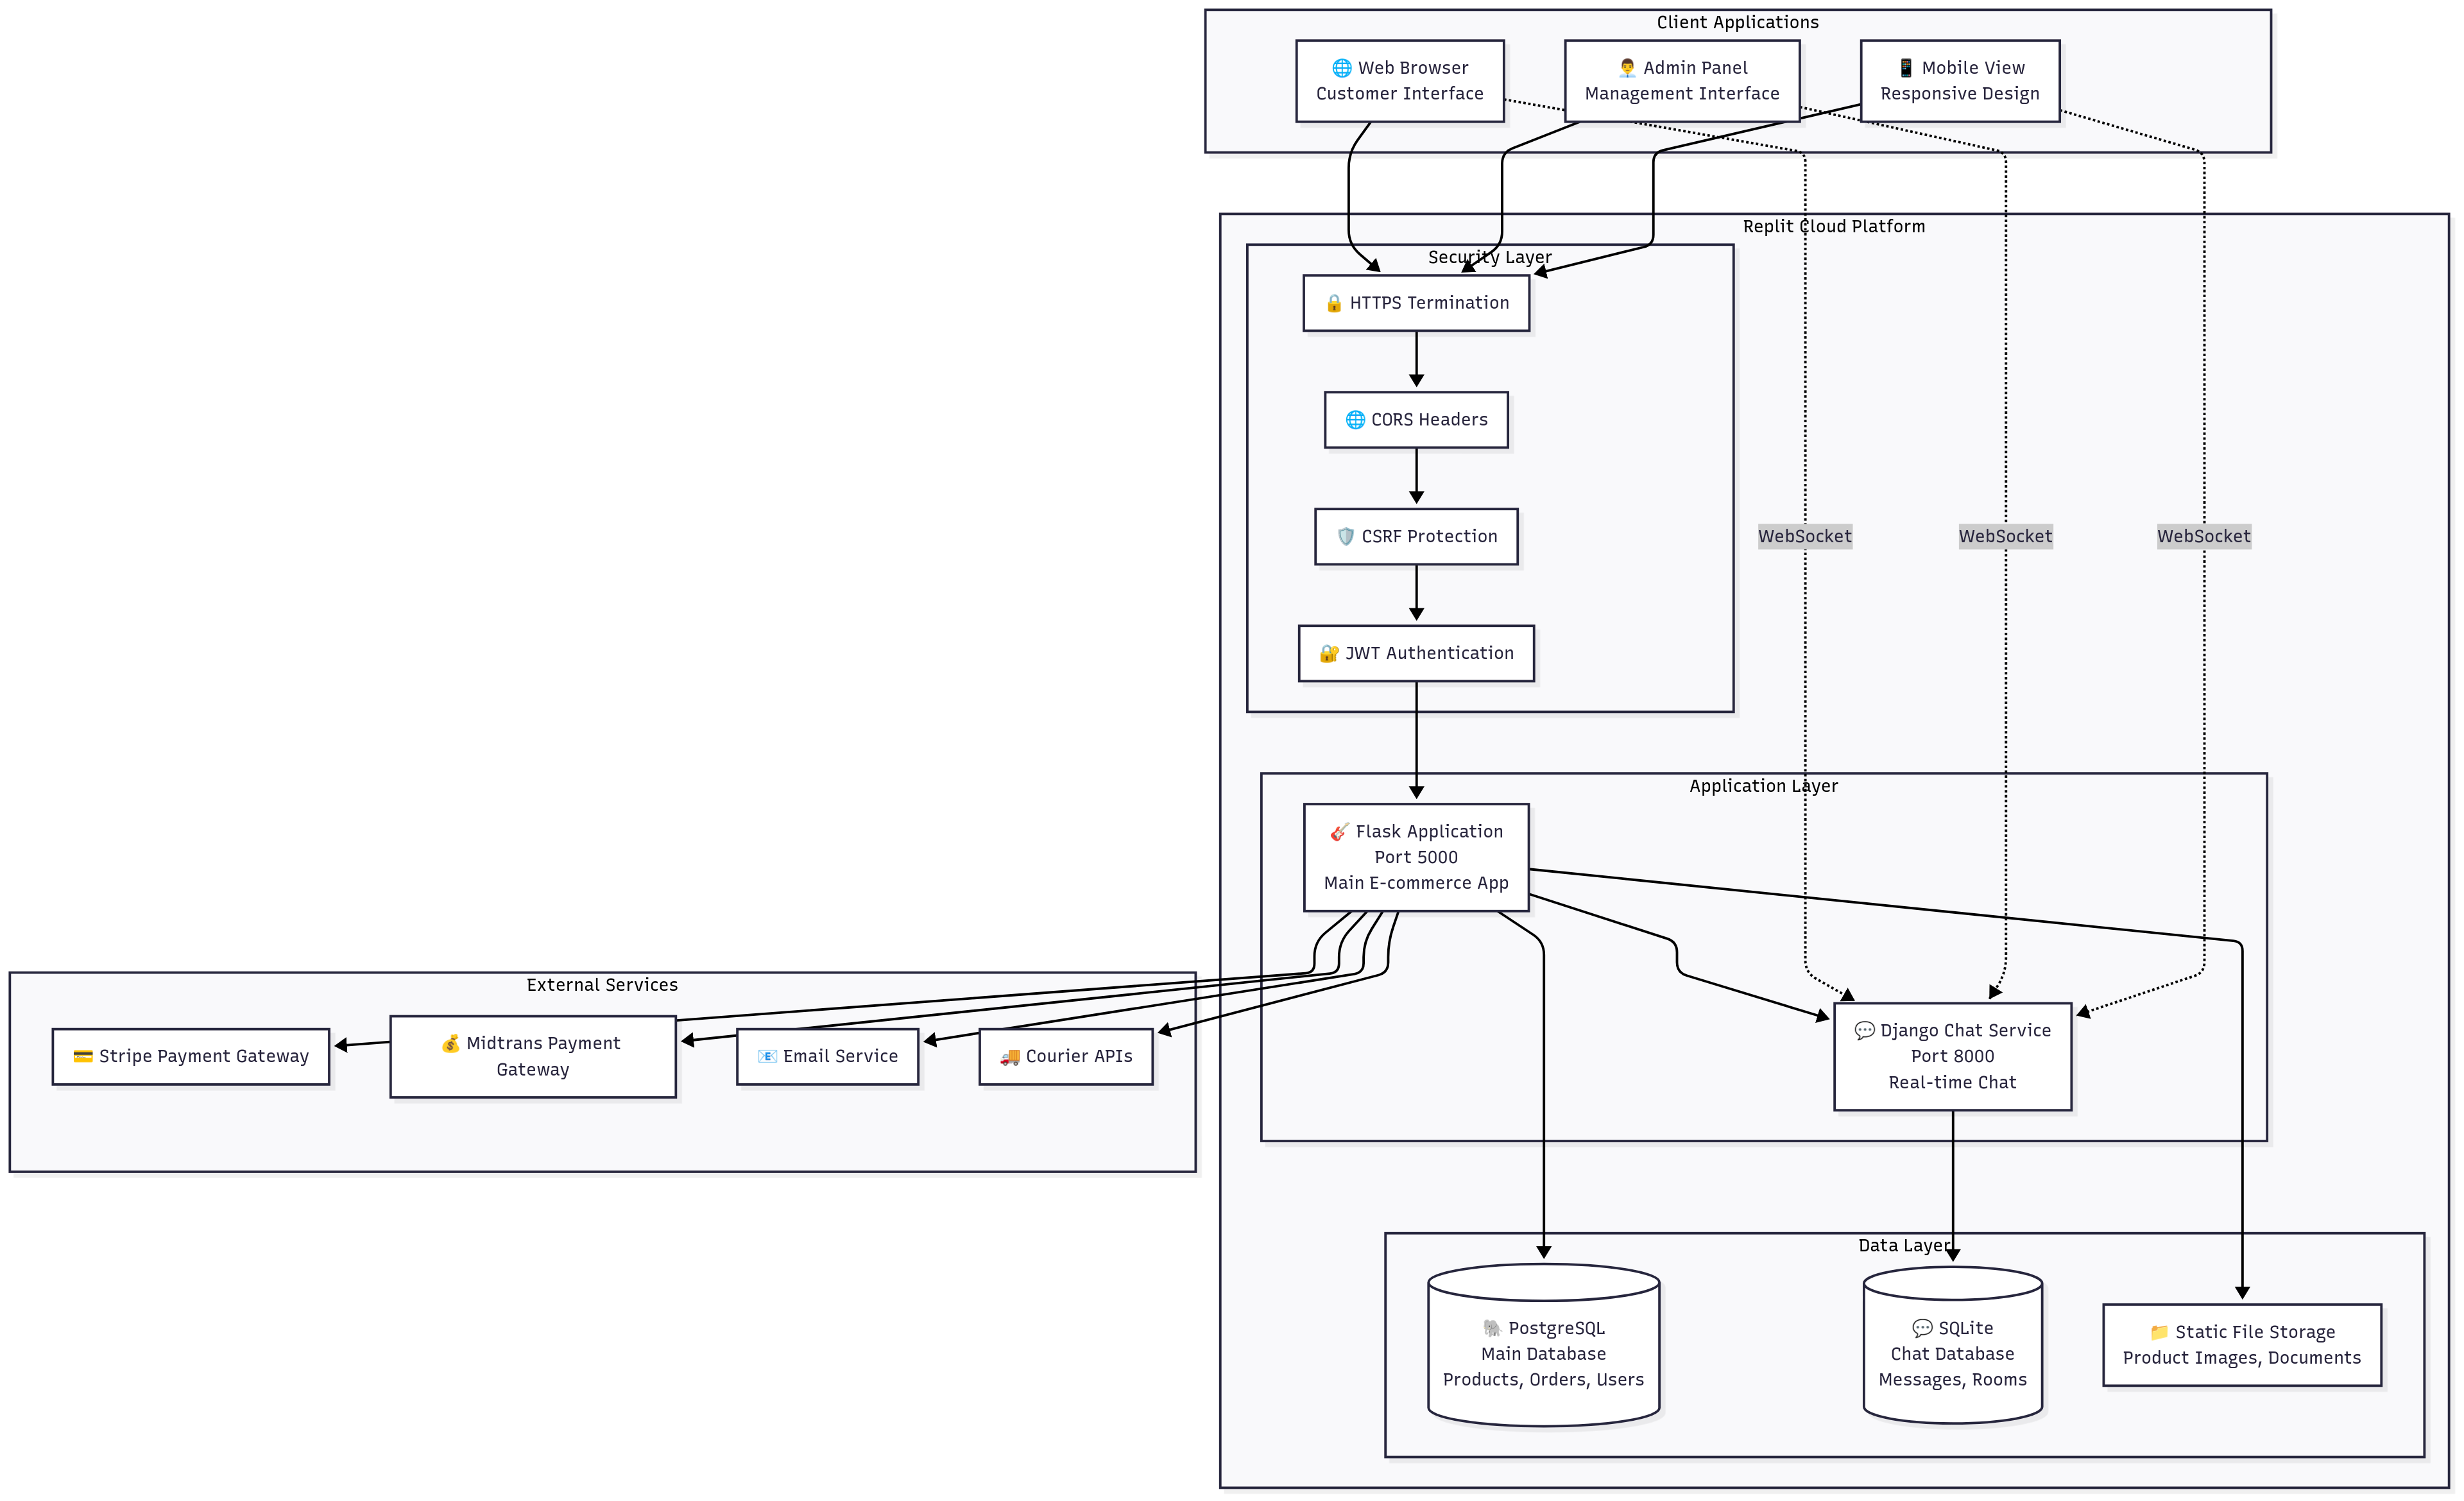 Client Applications
🌐 Web Browser
Customer Interface
👨‍💼 Admin Panel
Management Interface
📱 Mobile View
Responsive Design
Replit Cloud Platform
Security Layer
🔒 HTTPS Termination
🌐 CORS Headers
🛡️ CSRF Protection
🔐 JWT Authentication
WebSocket
WebSocket
WebSocket
Application Layer
🎸 Flask Application
Port 5000
Main E-commerce App
💬 Django Chat Service
Port 8000
Real-time Chat
External Services
💳 Stripe Payment Gateway
💰 Midtrans Payment
Gateway
📧 Email Service
🚚 Courier APIs
Data Layer
🐘 PostgreSQL
Main Database
Products, Orders, Users
💬 SQLite
Chat Database
Messages, Rooms
📁 Static File Storage
Product Images, Documents